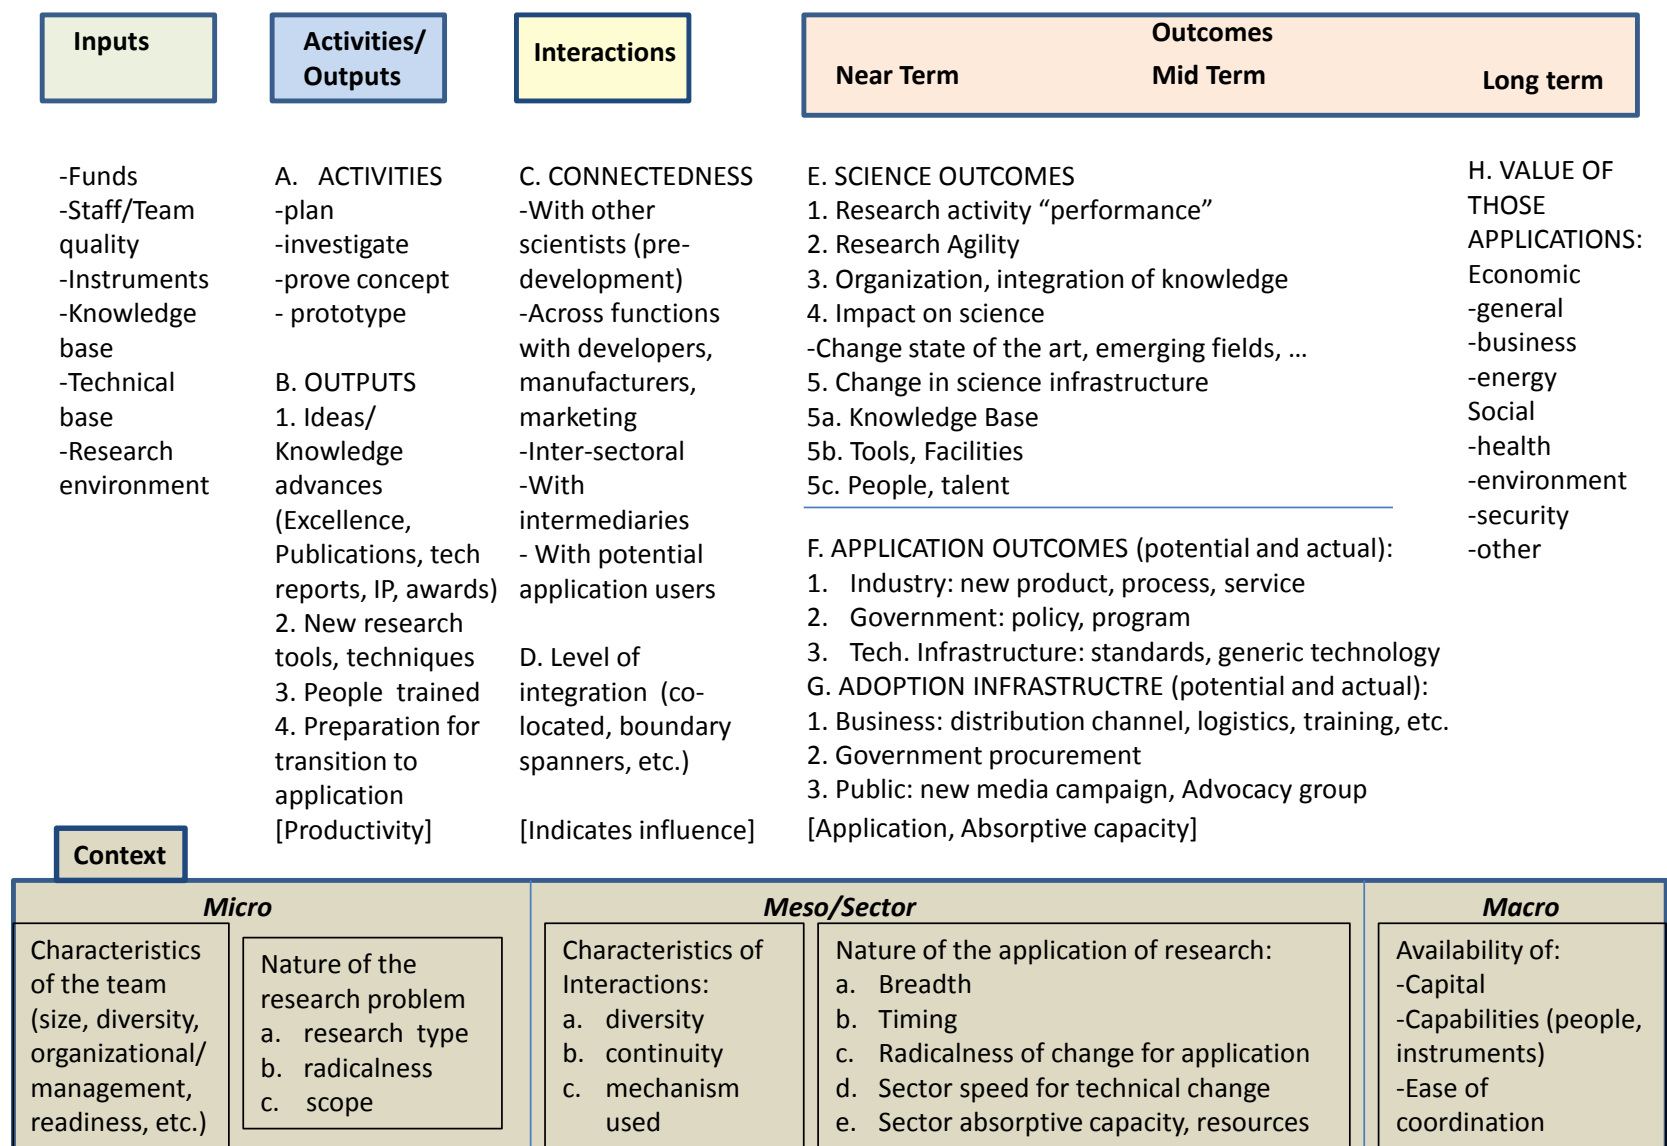 Inputs
Activities/
Outputs
Interactions
Outcomes
Near Term
Mid Term
Long term
-Funds
-Staff/Team
quality
-Instruments
-Knowledge
base
-Technical
base
-Research
environment
A. ACTIVITIES
-plan
-investigate
-prove concept
- prototype
B. OUTPUTS
1. Ideas/
Knowledge
advances
(Excellence,
Publications, tech
reports, IP, awards)
2. New research
tools, techniques
3. People trained
4. Preparation for
transition to
application
[Productivity]
C. CONNECTEDNESS
-With other
scientists (pre-
development)
-Across functions
with developers,
manufacturers,
marketing
-Inter-sectoral
-With
intermediaries
- With potential
application users
D. Level of
integration (co-
located, boundary
spanners, etc.)
[Indicates influence]
E. SCIENCE OUTCOMES
1. Research activity “performance”
2. Research Agility
3. Organization, integration of knowledge
4. Impact on science
-Change state of the art, emerging fields, …
5. Change in science infrastructure
5a. Knowledge Base
5b. Tools, Facilities
5c. People, talent
F. APPLICATION OUTCOMES (potential and actual):
1. Industry: new product, process, service
2. Government: policy, program
3. Tech. Infrastructure: standards, generic technology
G. ADOPTION INFRASTRUCTRE (potential and actual):
1. Business: distribution channel, logistics, training, etc.
2. Government procurement
3. Public: new media campaign, Advocacy group
[Application, Absorptive capacity]
H. VALUE OF
THOSE
APPLICATIONS:
Economic
-general
-business
-energy
Social
-health
-environment
-security
-other
Context
Micro
Characteristics
of the team
(size, diversity,
organizational/
management,
readiness, etc.)
Nature of the
research problem
a. research type
b. radicalness
c. scope
Meso/Sector
Characteristics of
Interactions:
a. diversity
b. continuity
c. mechanism
used
Nature of the application of research:
a. Breadth
b. Timing
c. Radicalness of change for application
d. Sector speed for technical change
e. Sector absorptive capacity, resources
Macro
Availability of:
-Capital
-Capabilities (people,
instruments)
-Ease of
coordination